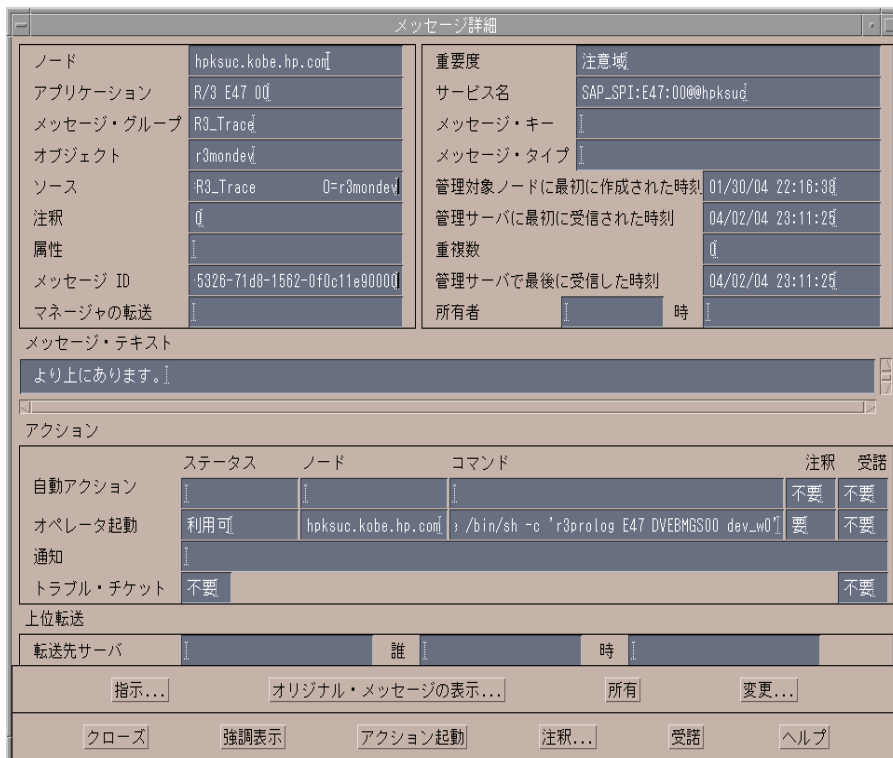 メッセージ詳細
ノード hpksuc.kobe.hp.com
アプリケーション R/3 E47 00
メッセージ・グループ R3_Trace
オブジェクト r3mondev
ソース :R3_Trace O=r3mondev
注釈 0
属性
メッセージ ID -5326-71d8-1562-0f0c11e90000
マネージャの転送
重要度 注意域
サービス名 SAP_SPI:E47:00@@hpksuc
メッセージ・キー
メッセージ・タイプ
管理対象ノードに最初に作成された時刻 01/30/04 22:16:36
管理サーバに最初に受信された時刻 04/02/04 23:11:25
重複数 0
管理サーバで最後に受信した時刻 04/02/04 23:11:25
所有者 時
メッセージ・テキスト
より上にあります。
アクション
ステータス ノード コマンド 注釈 受諾
自動アクション 不要 不要
オペレータ起動 利用可 hpksuc.kobe.hp.com /bin/sh -c 'r3prolog E47 DVEBMGS00 dev_w0' 要 不要
通知
トラブル・チケット 不要 不要
上位転送
転送先サーバ 誰 時
指示... オリジナル・メッセージの表示... 所有 変更...
クローズ 強調表示 アクション起動 注釈... 受諾 ヘルプ